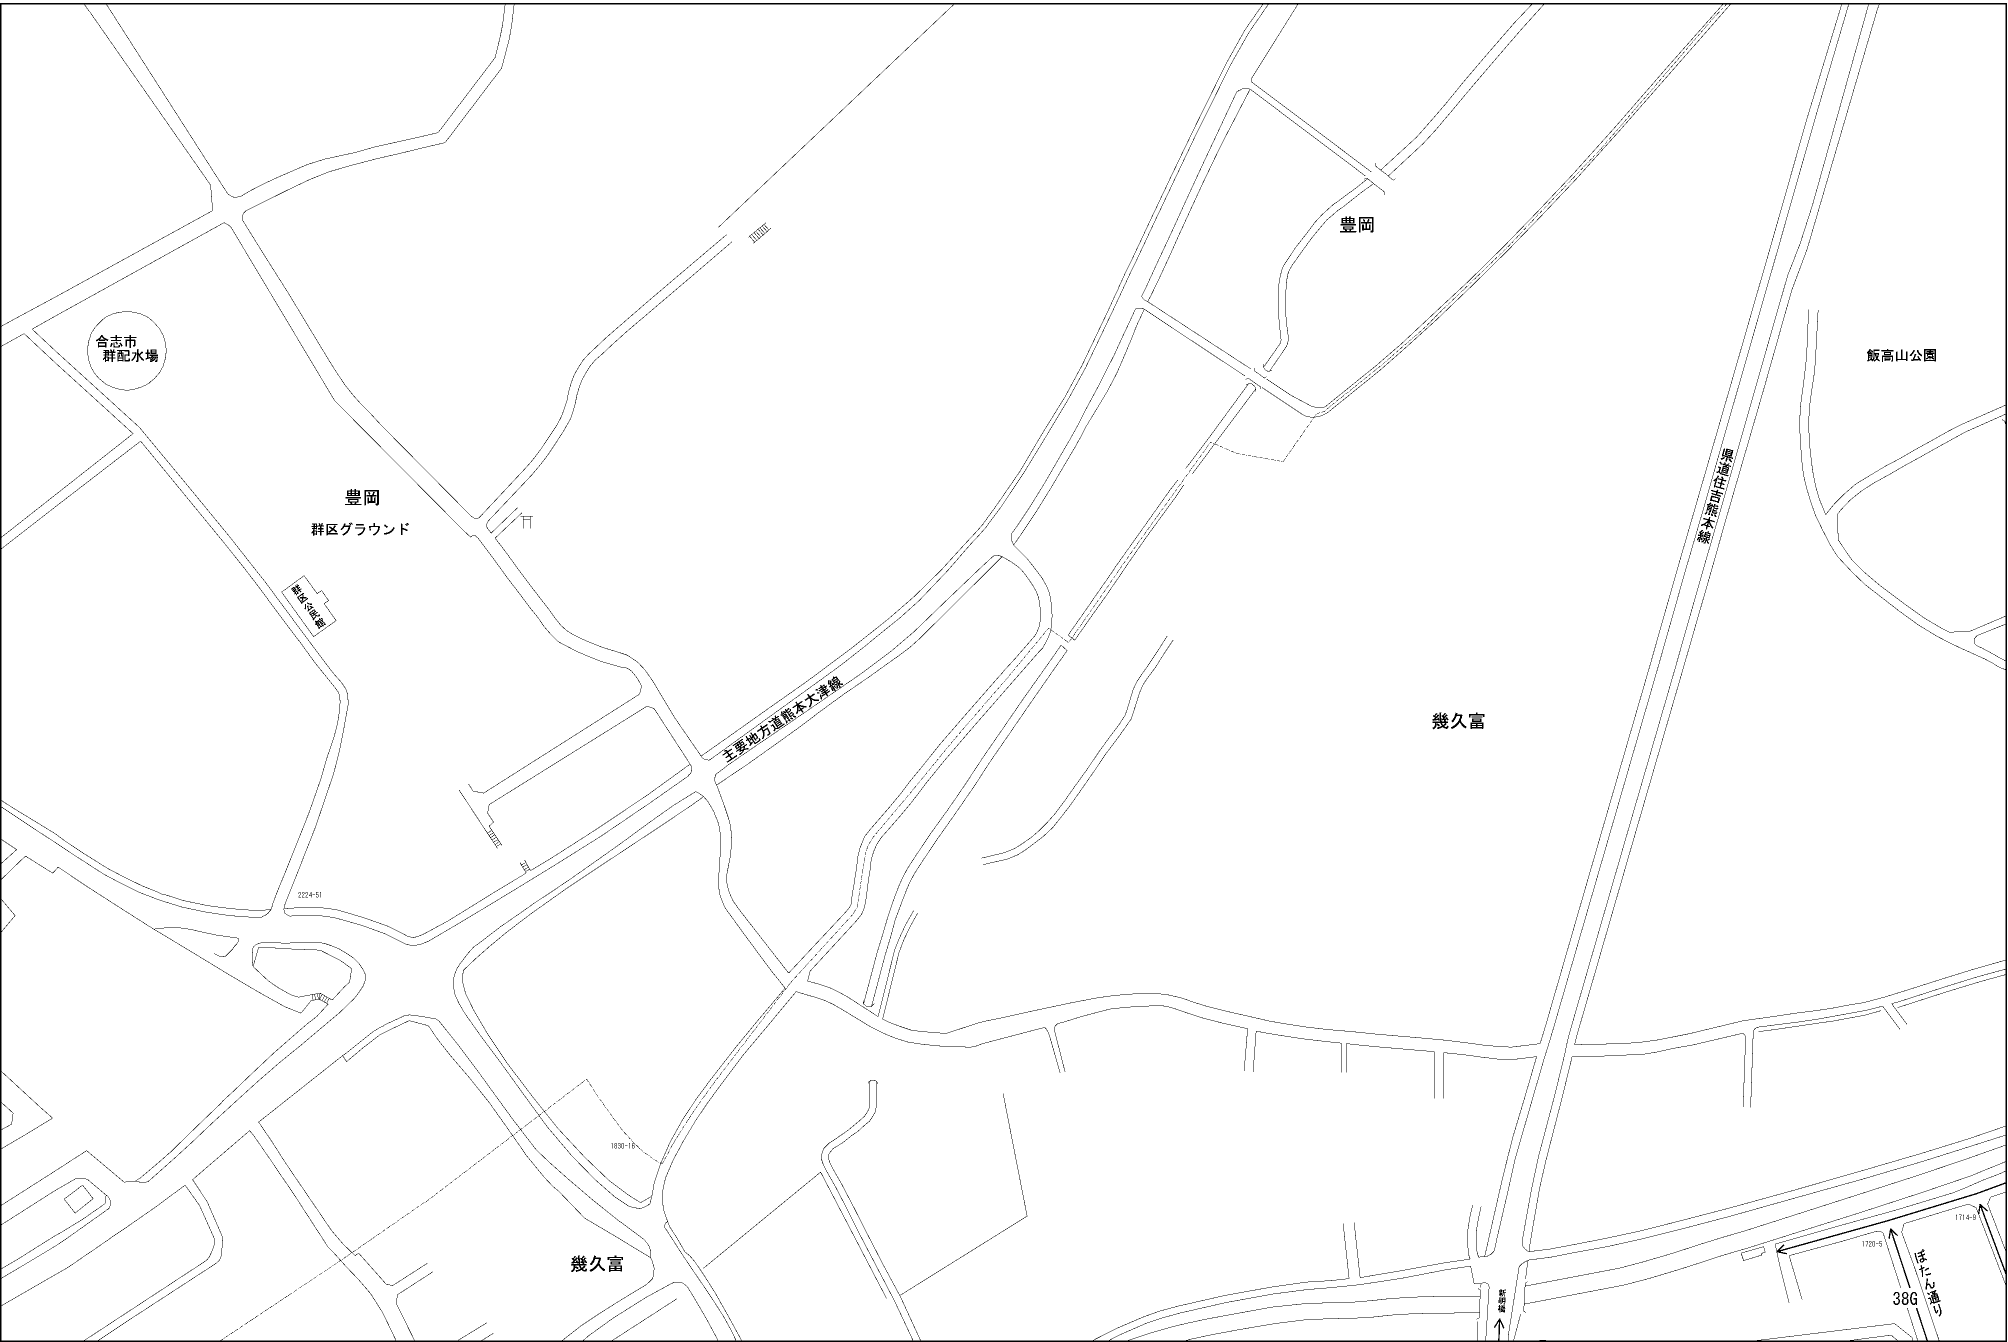 豊岡
合志市
群配水場
飯高山公園
県道住吉熊本線
豊岡
群区グラウンド
群区公民館
主要地方道熊本大津線
幾久富
2224-51
1830-16
幾久富
1714-9
1720-5
ぼたん通り
38G